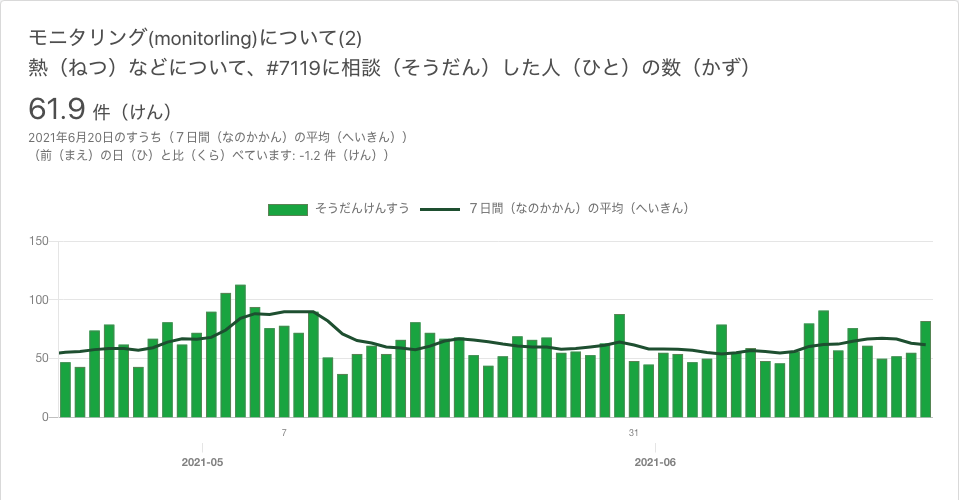 モニタリング(monitorling)について(2)
熱（ねつ）などについて、#7119に相談（そうだん）した人（ひと）の数（かず）
61.9 件（けん）
2021年6月20日のすうち（７日間（なのかかん）の平均（へいきん））
（前（まえ）の日（ひ）と比（くら）べています: -1.2 件（けん））
そうだんけんすう ７日間（なのかかん）の平均（へいきん）
150
100
50
0
7 31
2021-05 2021-06